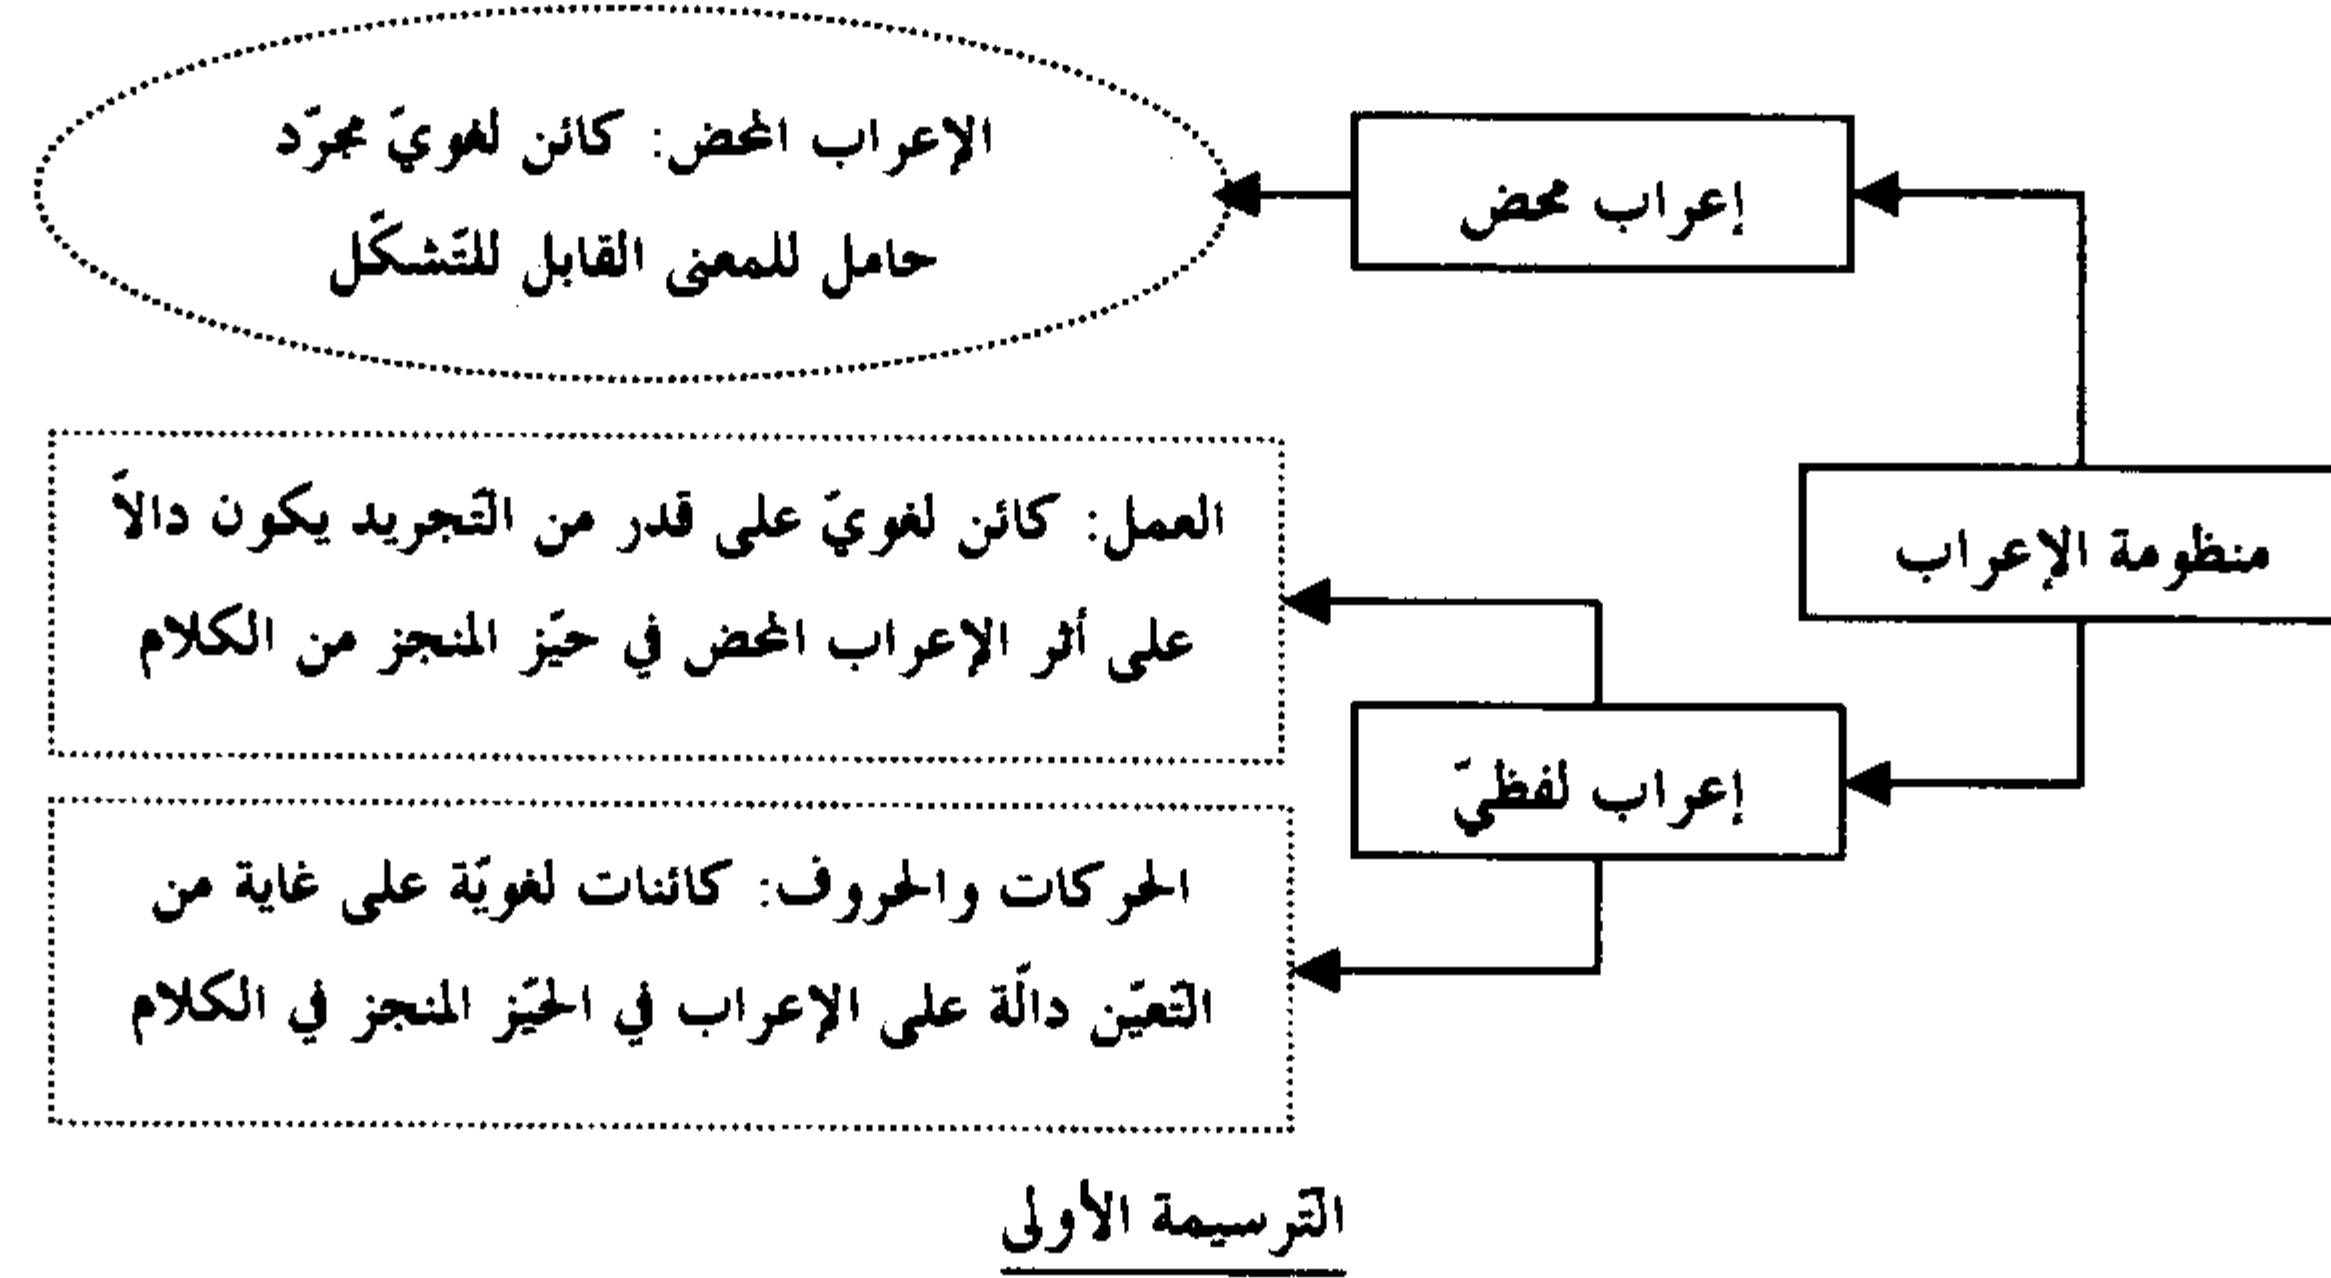 الإعراب المحض: كائن لغويّ مجرّد
حامل للمعنى القابل للتّشكّل
إعراب محض
منظومة الإعراب
العمل: كائن لغويّ على قدر من التّجريد يكون دالاّ
على أثر الإعراب المحض في حيّز المنجز من الكلام
إعراب لفظيّ
الحركات والحروف: كائنات لغويّة على غاية من
التّعيّن دالّة على الإعراب في الحيّز المنجز في الكلام
التّرسيمة الأولى